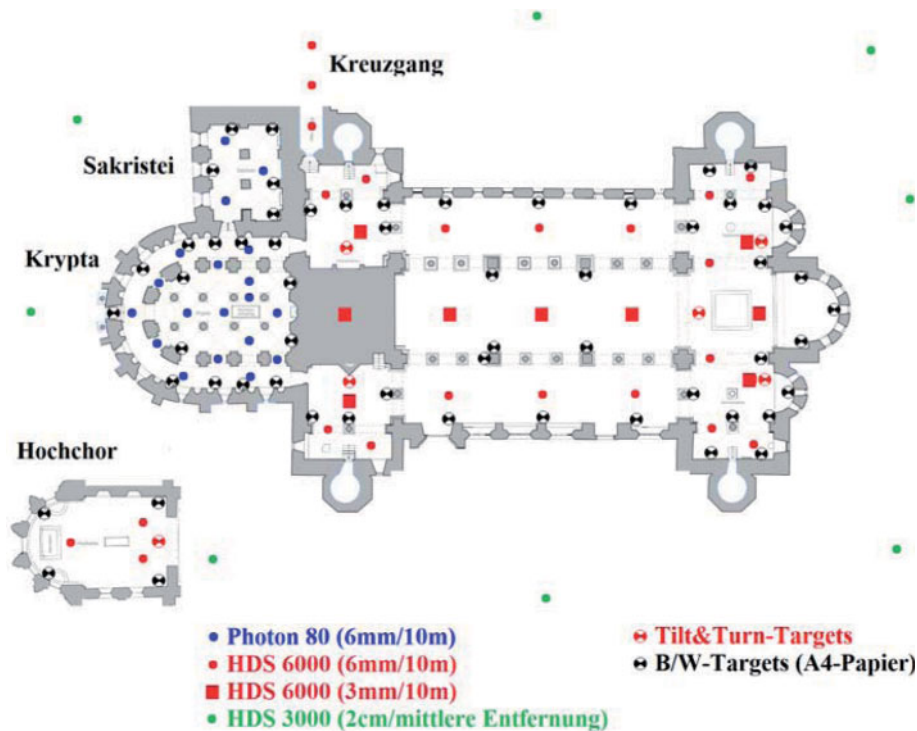 Kreuzgang
Sakristei
Krypta
Hochchor
Photon 80 (6mm/10m)
HDS 6000 (6mm/10m)
HDS 6000 (3mm/10m)
HDS 3000 (2cm/mittlere Entfernung)
Tilt&Turn-Targets
B/W-Targets (A4-Papier)